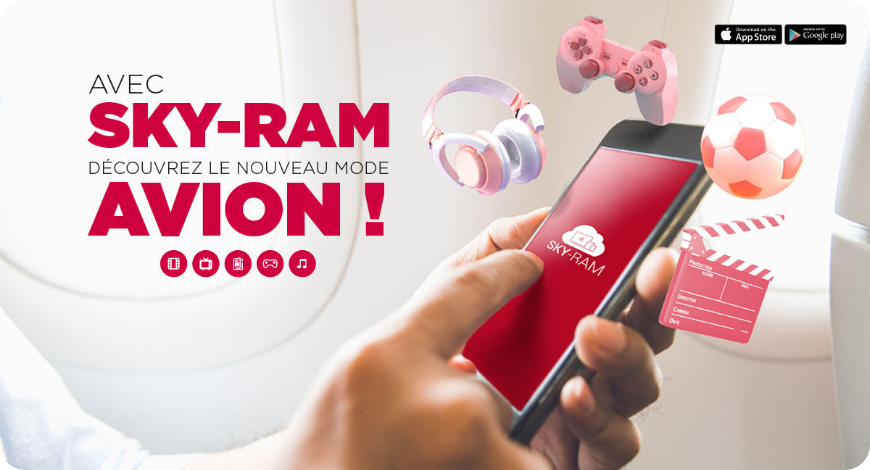 AVEC
SKY-RAM
DÉCOUVREZ LE NOUVEAU MODE
AVION !
Download on the
App Store
Google play
SKY-RAM
PRODUCTION
SCENE
TAKE
DIRECTOR
CAMERA
DATE